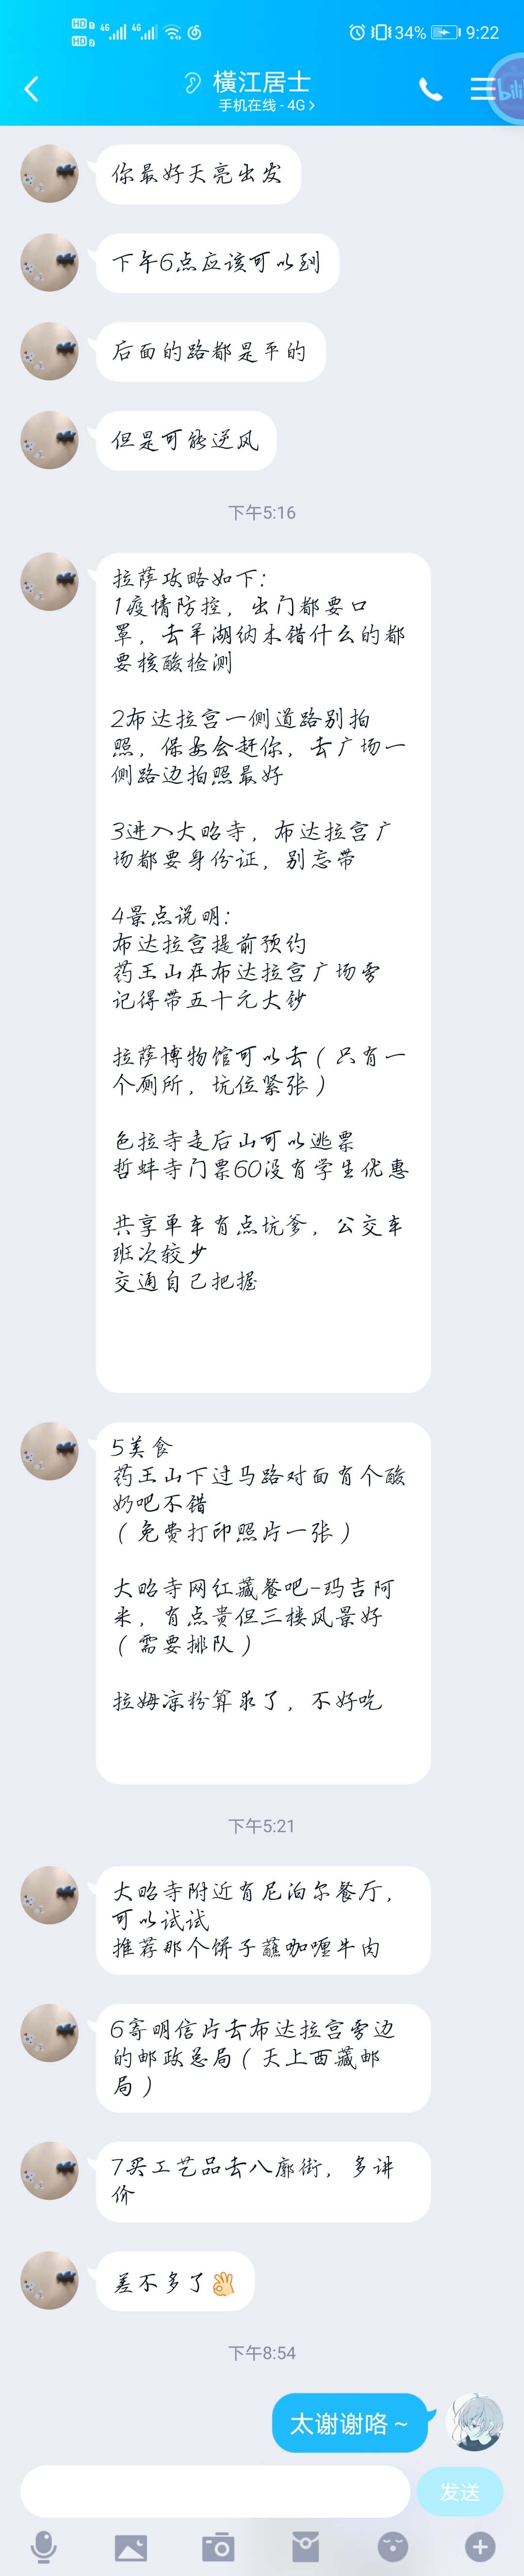 HD 1 4G 4G
HD 2
34% 9:22
橫江居士
手机在线 - 4G >
bili
你最好天亮出发
下午6点应该可以到
后面的路都是平的
但是可能逆风
下午5:16
拉萨攻略如下:
1疫情防控，出门都要口
罩，去羊湖纳木错什么的都
要核酸检测
2布达拉宫一侧道路别拍
照，保安会赶你，去广场一
侧路边拍照最好
3进入大昭寺，布达拉宫广
场都要身份证，别忘带
4景点说明:
布达拉宫提前预约
药王山在布达拉宫广场旁
记得带五十元大钞
拉萨博物馆可以去（只有一
个厕所，坑位紧张）
色拉寺走后山可以逃票
哲蚌寺门票60没有学生优惠
共享单车有点坑爹，公交车
班次较少
交通自己把握
5美食
药王山下过马路对面有个酸
奶吧不错
（免费打印照片一张）
大昭寺网红藏餐吧-玛吉阿
米，有点贵但三楼风景好
（需要排队）
拉姆凉粉算求了，不好吃
下午5:21
大昭寺附近有尼泊尔餐厅，
可以试试
推荐那个饼子蘸咖喱牛肉
6寄明信片去布达拉宫旁边
的邮政总局（天上西藏邮
局）
7买工艺品去八廓街，多讲
价
差不多了👌
下午8:54
太谢谢咯~
发送